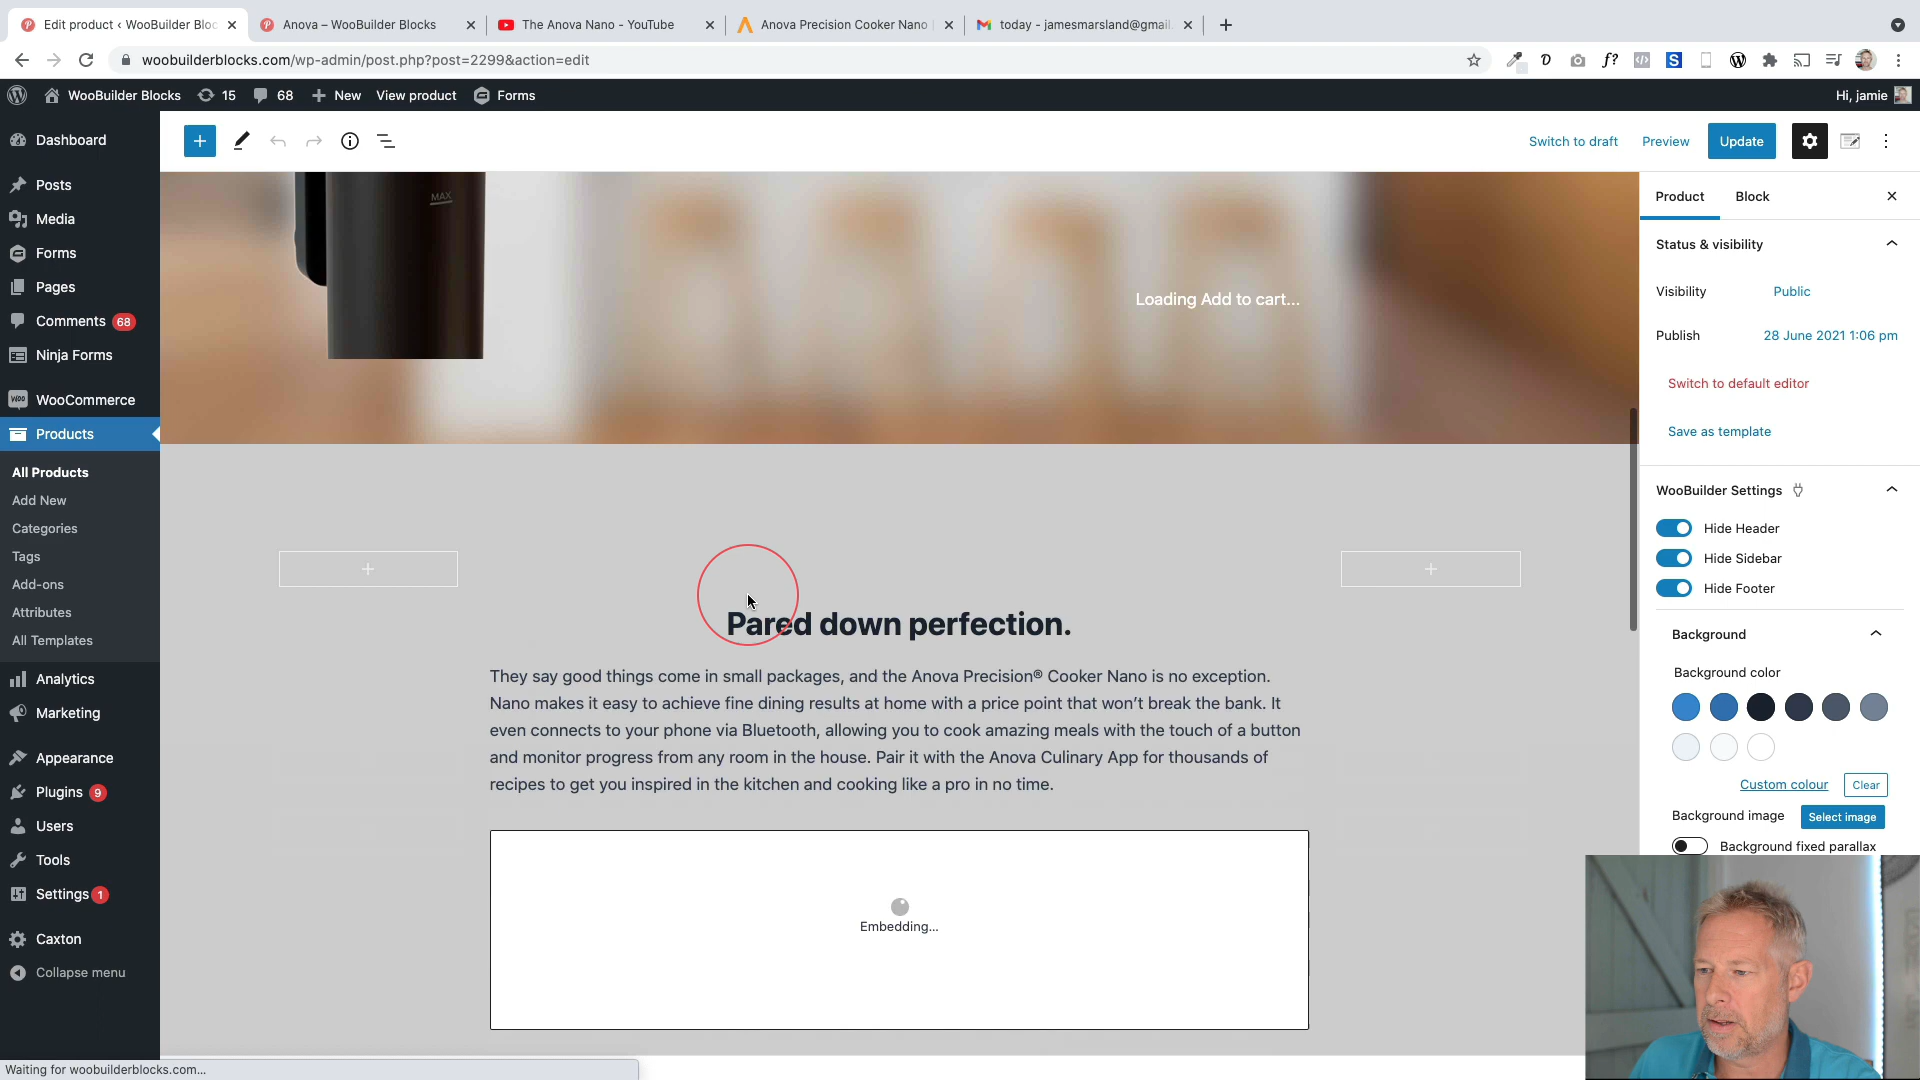 Edit product ‹ WooBuilder Bloc
Anova – WooBuilder Blocks
The Anova Nano - YouTube
Anova Precision Cooker Nano
today - jamesmarsland@gmail.
woobuilderblocks.com/wp-admin/post.php?post=2299&action=edit
WooBuilder Blocks
15
68
New
View product
Forms
Hi, jamie
Dashboard
Posts
Media
Forms
Pages
Comments 68
Ninja Forms
WooCommerce
Products
All Products
Add New
Categories
Tags
Add-ons
Attributes
All Templates
Analytics
Marketing
Appearance
Plugins 9
Users
Tools
Settings 1
Caxton
Collapse menu
Switch to draft
Preview
Update
MAX
Loading Add to cart...
Pared down perfection.
They say good things come in small packages, and the Anova Precision® Cooker Nano is no exception.
Nano makes it easy to achieve fine dining results at home with a price point that won't break the bank. It
even connects to your phone via Bluetooth, allowing you to cook amazing meals with the touch of a button
and monitor progress from any room in the house. Pair it with the Anova Culinary App for thousands of
recipes to get you inspired in the kitchen and cooking like a pro in no time.
Embedding...
Product
Block
Status & visibility
Visibility
Public
Publish
28 June 2021 1:06 pm
Switch to default editor
Save as template
WooBuilder Settings
Hide Header
Hide Sidebar
Hide Footer
Background
Background color
Custom colour
Clear
Background image
Select image
Background fixed parallax
Waiting for woobuilderblocks.com...